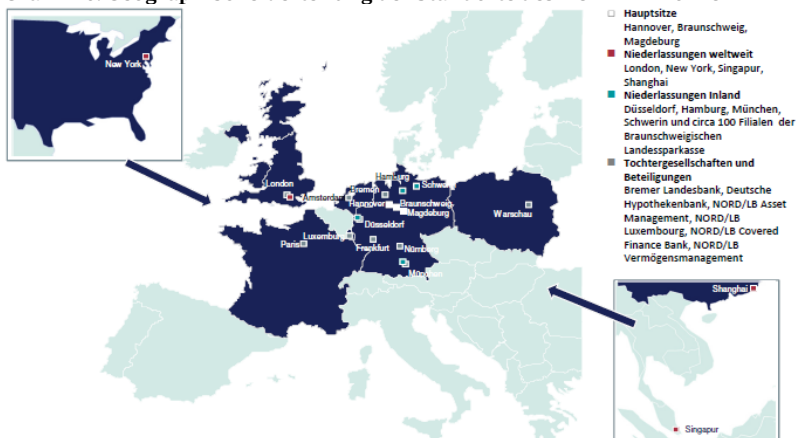 New York
London
Amsterdam
Hamburg
Bremen
Schwe
Hannover
Braunschweig
Magdeburg
Düsseldorf
Luxemburg
Paris
Frankfurt
Nürnberg
München
Warschau
Hauptsitze
Hannover, Braunschweig,
Magdeburg
Niederlassungen weltweit
London, New York, Singapur,
Shanghai
Niederlassungen Inland
Düsseldorf, Hamburg, München,
Schwerin und circa 100 Filialen der
Braunschweigischen
Landessparkasse
Tochtergesellschaften und
Beteiligungen
Bremer Landesbank, Deutsche
Hypothekenbank, NORD/LB Asset
Management, NORD/LB
Luxembourg, NORD/LB Covered
Finance Bank, NORD/LB
Vermögensmanagement
Shanghai
Singapur